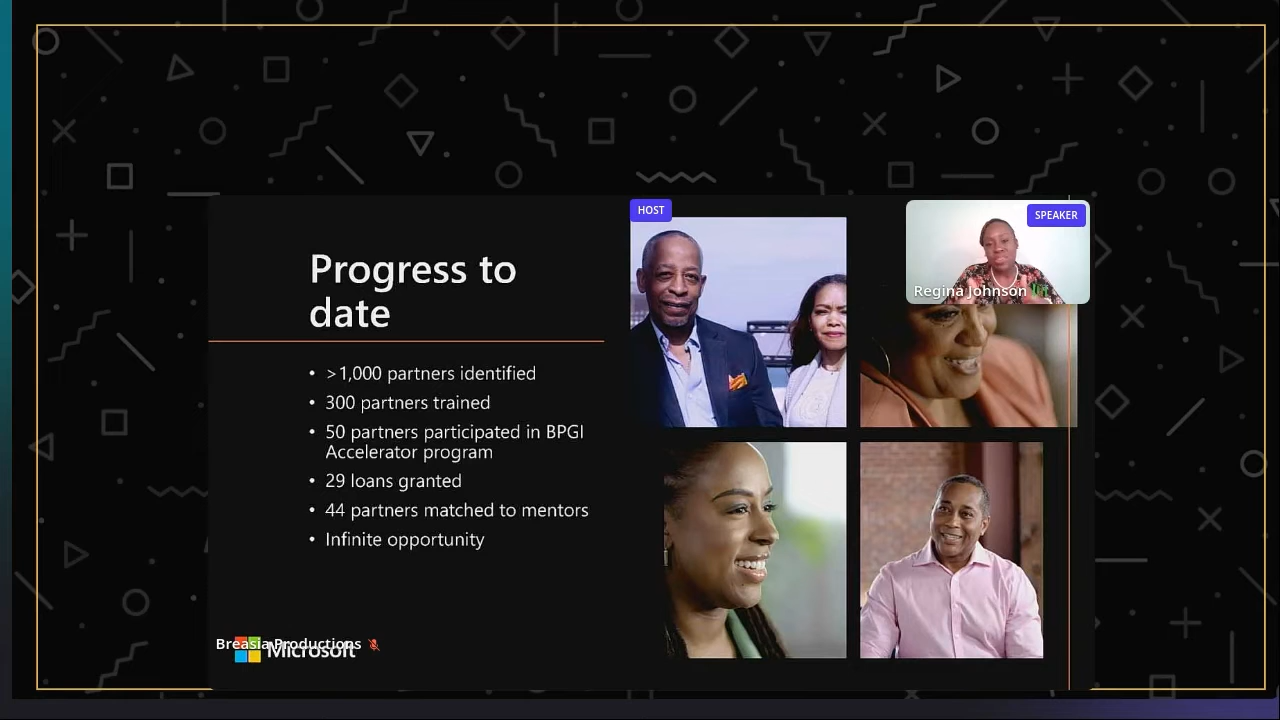 HOST
SPEAKER
Regina Johnson
Progress to
date
• >1,000 partners identified
• 300 partners trained
• 50 partners participated in BPGI
Accelerator program
• 29 loans granted
• 44 partners matched to mentors
• Infinite opportunity
Breasia Productions
Microsoft